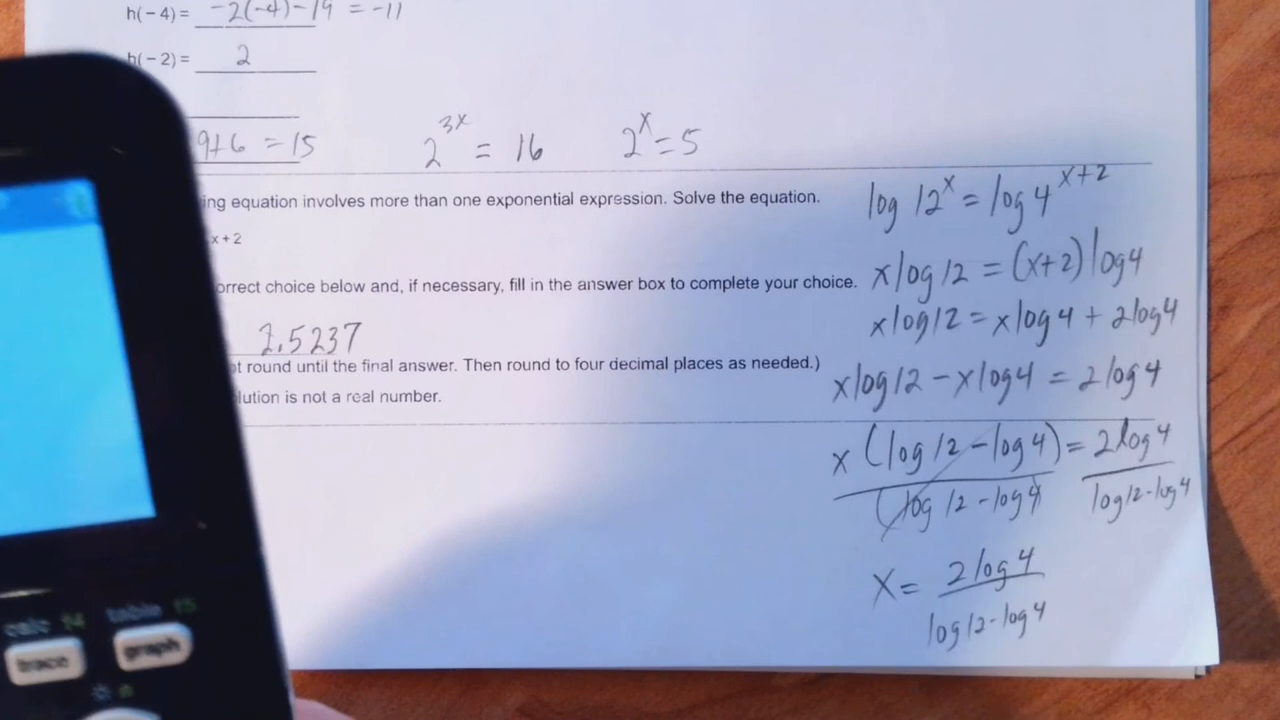 h(-4) = -2(-4)-19 = -11
h(-2) = 2
9+6 = 15
2^3x = 16
2^x = 5
ing equation involves more than one exponential expression. Solve the equation.
x+2
orrect choice below and, if necessary, fill in the answer box to complete your choice.
2.5237
ot round until the final answer. Then round to four decimal places as needed.)
lution is not a real number.
log 12^x = log 4^x+2
x log 12 = (x+2) log 4
x log 12 = x log 4 + 2 log 4
x log 12 - x log 4 = 2 log 4
x (log 12 - log 4) = 2 log 4
(log 12 - log 4) log 12 - log 4
x = 2 log 4
log 12 - log 4
calc f4 table f5
trace graph